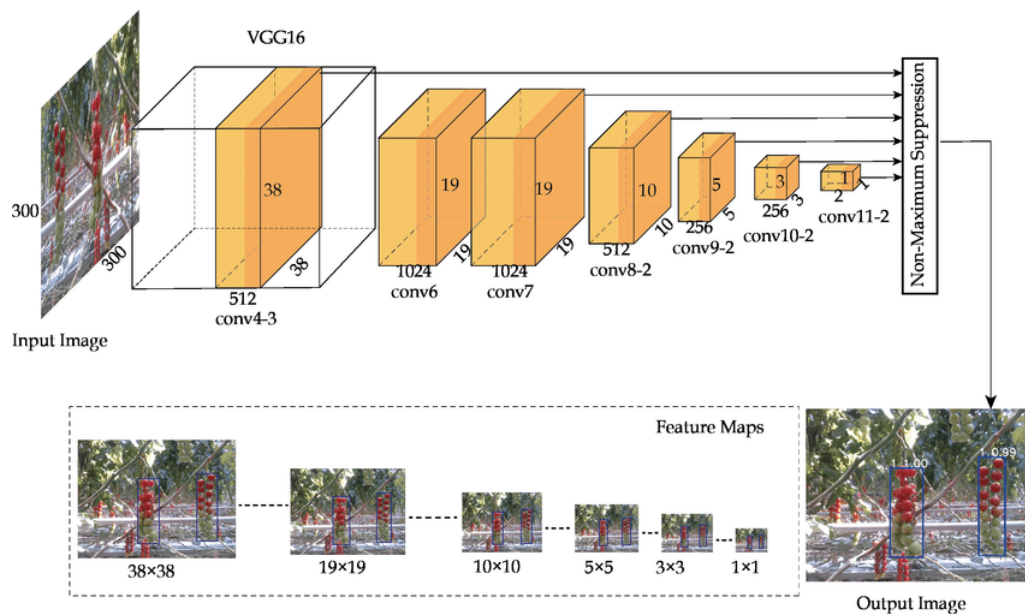 VGG16
300
300
Input Image
38
38
512
conv4-3
19
19
1024
conv6
19
19
1024
conv7
10
10
512
conv8-2
5
5
256
conv9-2
3
3
256
conv10-2
1
1
2
conv11-2
Non-Maximum Suppression
Feature Maps
38×38
19×19
10×10
5×5
3×3
1×1
1 1.00
1 0.99
Output Image